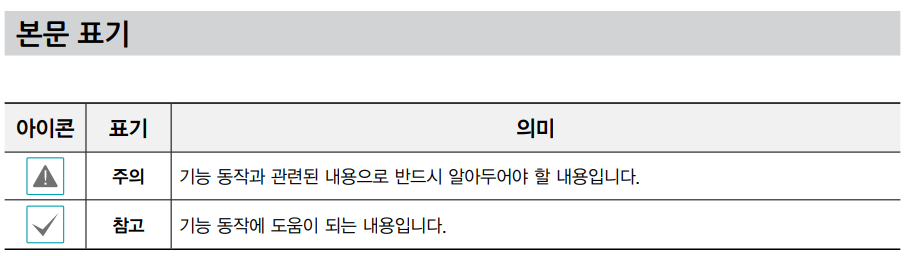 본문 표기
아이콘 표기 의미
주의 기능 동작과 관련된 내용으로 반드시 알아두어야 할 내용입니다.
참고 기능 동작에 도움이 되는 내용입니다.